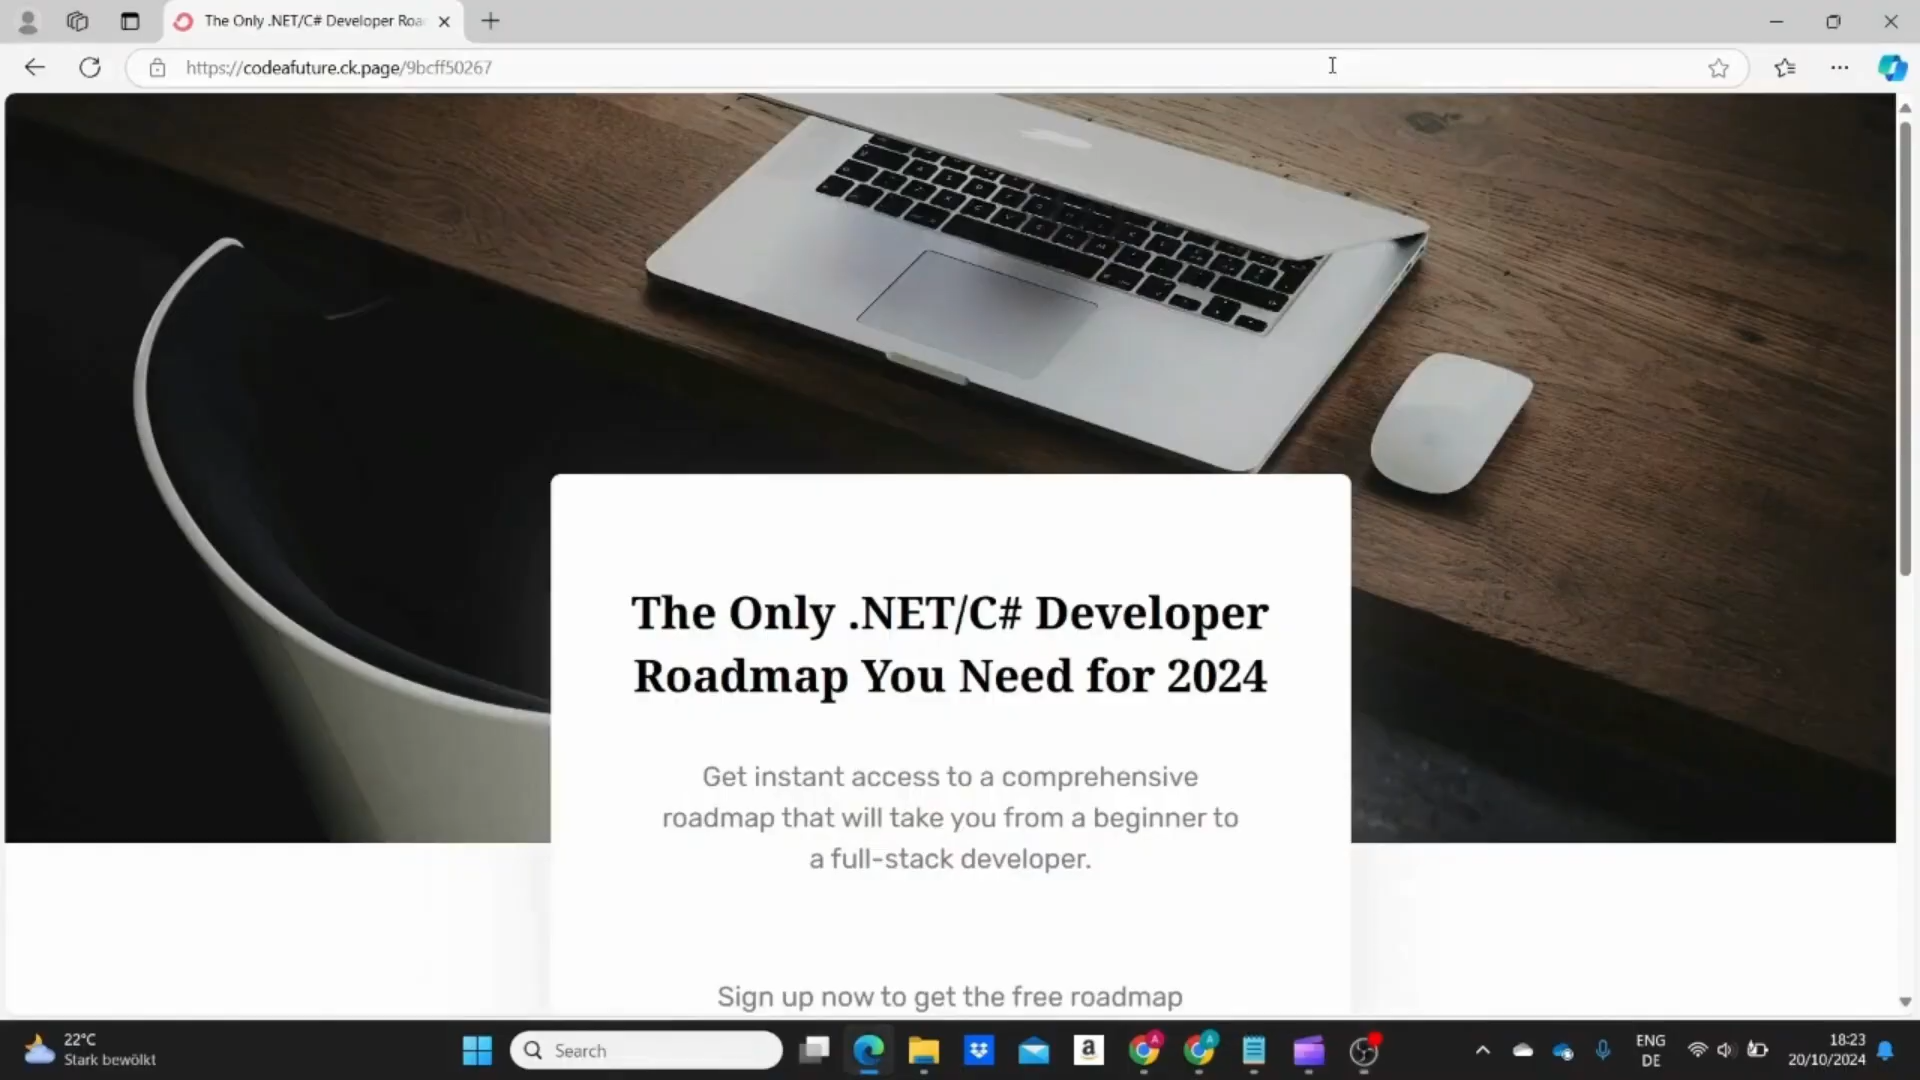 The Only .NET/C# Developer Roa
https://codeafuture.ck.page/9bcff50267
The Only .NET/C# Developer
Roadmap You Need for 2024
Get instant access to a comprehensive
roadmap that will take you from a beginner to
a full-stack developer.
Sign up now to get the free roadmap
22°C
Stark bewölkt
Search
a
A
A
ENG
DE
18:23
20/10/2024